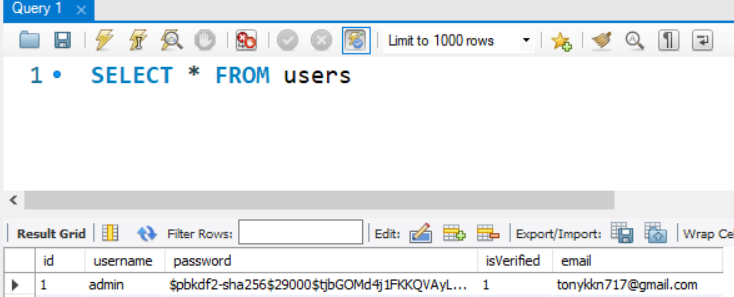 Query 1
Limit to 1000 rows
1 SELECT * FROM users
Result Grid Filter Rows: Edit: Export/Import: Wrap Ce
id username password isVerified email
1 admin $pbkdf2-sha256$29000$tjbGOMd4j1FKKQVAyL... 1 tonykkn717@gmail.com